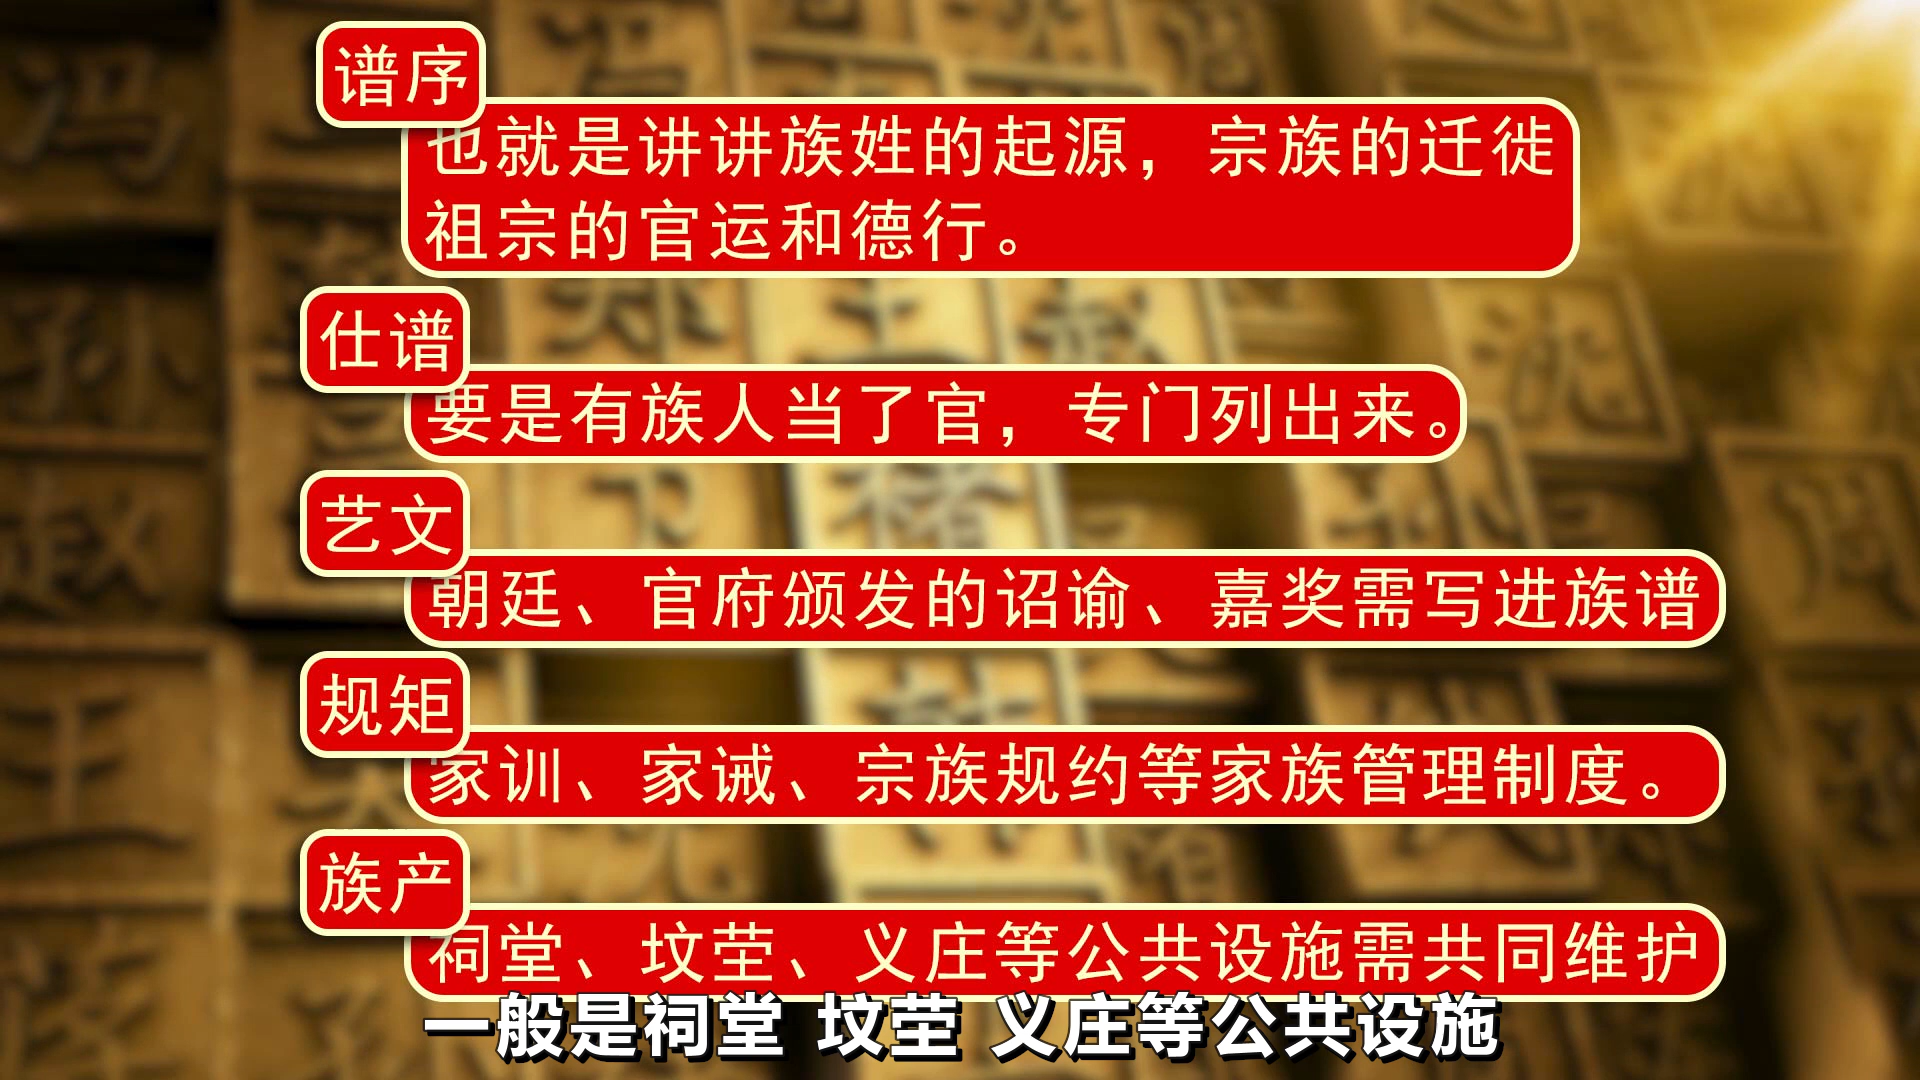 谱序
也就是讲讲族姓的起源，宗族的迁徙
祖宗的官运和德行。
仕谱
要是有族人当了官，专门列出来。
艺文
朝廷、官府颁发的诏谕、嘉奖需写进族谱
规矩
家训、家诫、宗族规约等家族管理制度。
族产
祠堂、坟茔、义庄等公共设施需共同维护
一般是祠堂 坟茔 义庄等公共设施